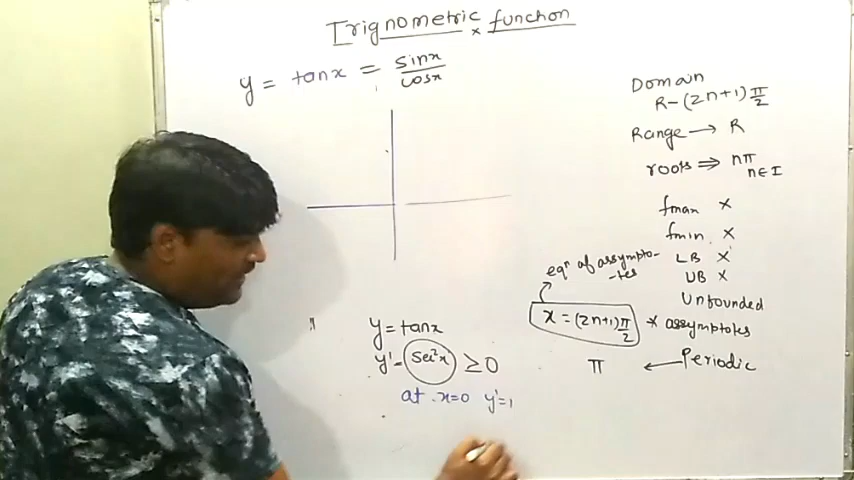 Trignometric function
y = tanx = sinx/cosx
Domain
R-(2n+1)π/2
Range → R
roots ⇒ nπ
n∈I
fmax ×
fmin. ×
LB ×
UB ×
Unfounded
eqⁿ of assympto-
-tes
x = (2n+1)π/2 × assymptotes
π ← Periodic
y = tanx
y' = sec²x ≥ 0
at x=0 y'=1